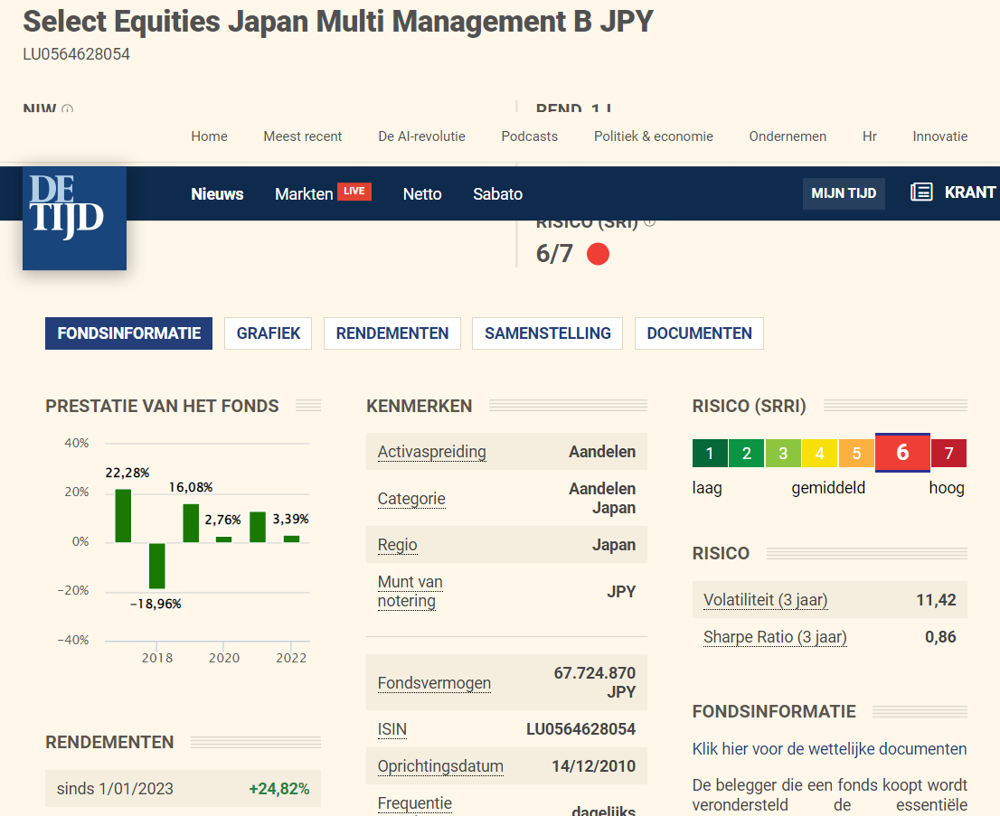 Select Equities Japan Multi Management B JPY
LU0564628054
NIW
REND. 1 J.
Home Meest recent De AI-revolutie Podcasts Politiek & economie Ondernemen Hr Innovatie
DE
TIJD
Nieuws Markten LIVE Netto Sabato MIJN TIJD KRANT
RISICO (SRI)
6/7
FONDSINFORMATIE GRAFIEK RENDEMENTEN SAMENSTELLING DOCUMENTEN
PRESTATIE VAN HET FONDS
40%
20%
0%
−20%
−40%
22,28%
−18,96%
16,08%
2,76%
3,39%
2018 2020 2022
RENDEMENTEN
sinds 1/01/2023 +24,82%
KENMERKEN
Activaspreiding Aandelen
Categorie Aandelen
Japan
Regio Japan
Munt van
notering JPY
Fondsvermogen 67.724.870
JPY
ISIN LU0564628054
Oprichtingsdatum 14/12/2010
Frequentie dagelijks
RISICO (SRRI)
1 2 3 4 5 6 7
laag gemiddeld hoog
RISICO
Volatiliteit (3 jaar) 11,42
Sharpe Ratio (3 jaar) 0,86
FONDSINFORMATIE
Klik hier voor de wettelijke documenten
De belegger die een fonds koopt wordt
verondersteld de essentiële